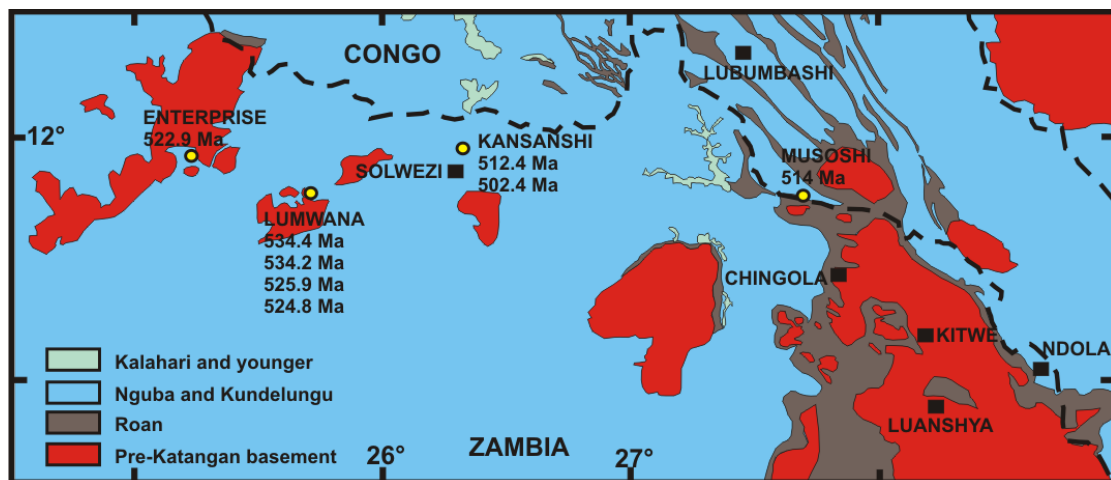 CONGO
LUBUMBASHI
ENTERPRISE
522.9 Ma
12°
KANSANSHI
512.4 Ma
502.4 Ma
SOLWEZI
MUSOSHI
514 Ma
LUMWANA
534.4 Ma
534.2 Ma
525.9 Ma
524.8 Ma
CHINGOLA
KITWE
NDOLA
LUANSHYA
Kalahari and younger
Nguba and Kundelungu
Roan
Pre-Katangan basement
26°
ZAMBIA
27°